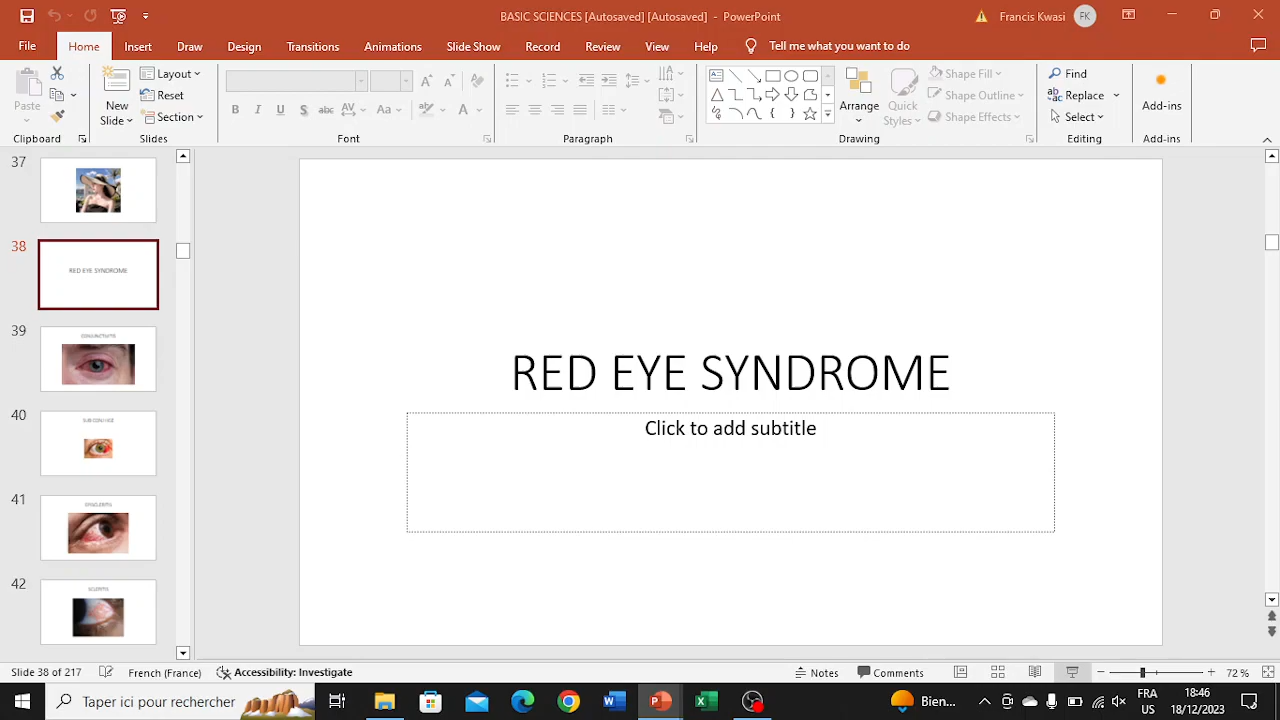 BASIC SCIENCES [Autosaved] [Autosaved] - PowerPoint
Francis Kwasi
FK
File
Home
Insert
Draw
Design
Transitions
Animations
Slide Show
Record
Review
View
Help
Tell me what you want to do
Paste
New
Slide
Layout
Reset
Section
B
I
U
S
abc
AV
Aa
A
Arrange
Quick
Styles
Shape Fill
Shape Outline
Shape Effects
Find
Replace
Select
Add-ins
Clipboard
Slides
Font
Paragraph
Drawing
Editing
Add-ins
37
38
RED EYE SYNDROME
39
CONJUNCTIVITIS
40
41
42
SCLERITIS
RED EYE SYNDROME
Click to add subtitle
Slide 38 of 217
French (France)
Accessibility: Investigate
Notes
Comments
72 %
Taper ici pour rechercher
Bien...
FRA
US
18:46
18/12/2023